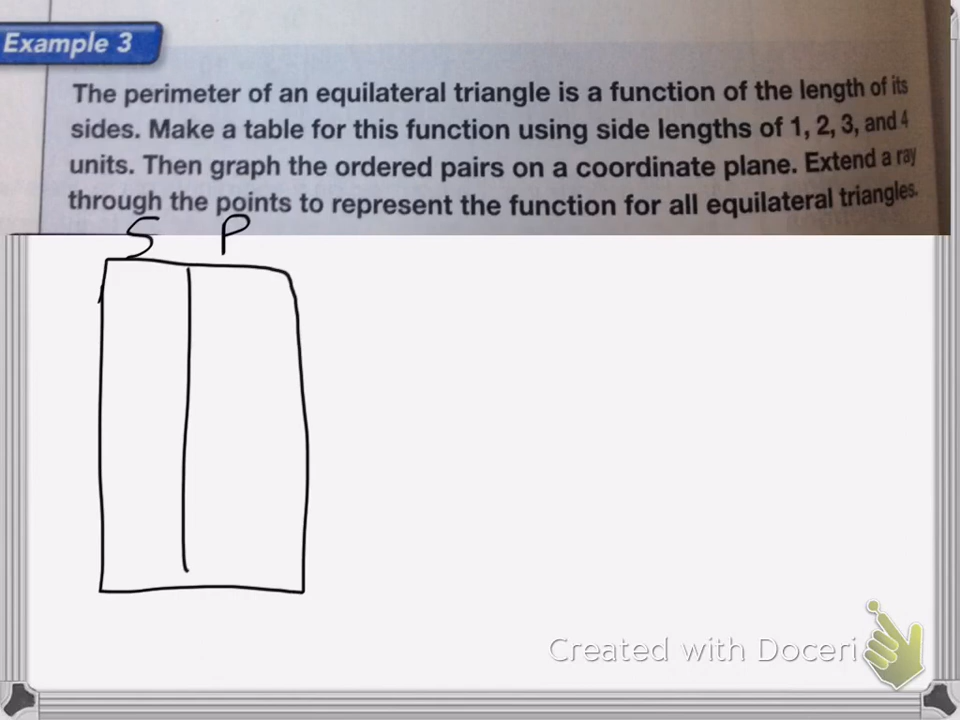 Example 3
The perimeter of an equilateral triangle is a function of the length of its
sides. Make a table for this function using side lengths of 1, 2, 3, and 4
units. Then graph the ordered pairs on a coordinate plane. Extend a ray
through the points to represent the function for all equilateral triangles.
S P
Created with Doceri